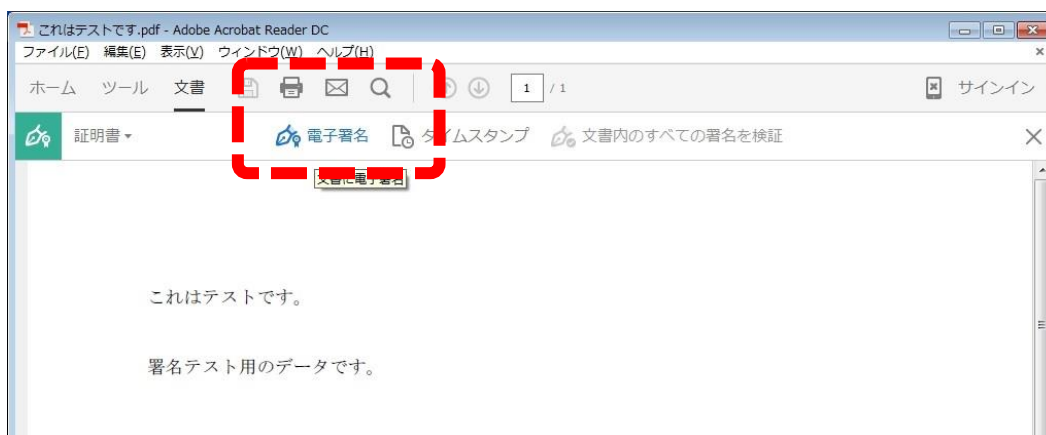 これはテストです.pdf - Adobe Acrobat Reader DC
ファイル(F) 編集(E) 表示(V) ウィンドウ(W) ヘルプ(H)
ホーム ツール 文書 1 / 1 サインイン
証明書 電子署名 タイムスタンプ 文書内のすべての署名を検証
文書に電子署名
これはテストです。
署名テスト用のデータです。